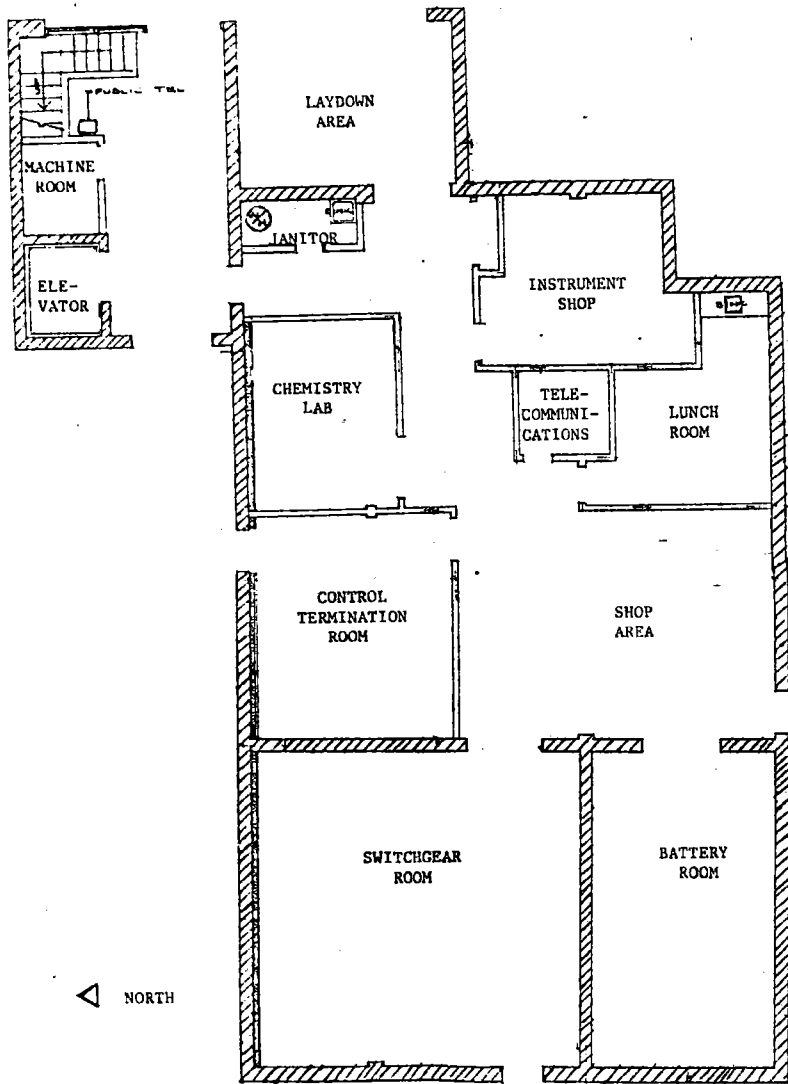 PUBLIC TEL
LAYDOWN
AREA
MACHINE
ROOM
JANITOR
ELE-
VATOR
INSTRUMENT
SHOP
CHEMISTRY
LAB
TELE-
COMMUNI-
CATIONS
LUNCH
ROOM
CONTROL
TERMINATION
ROOM
SHOP
AREA
SWITCHGEAR
ROOM
BATTERY
ROOM
NORTH